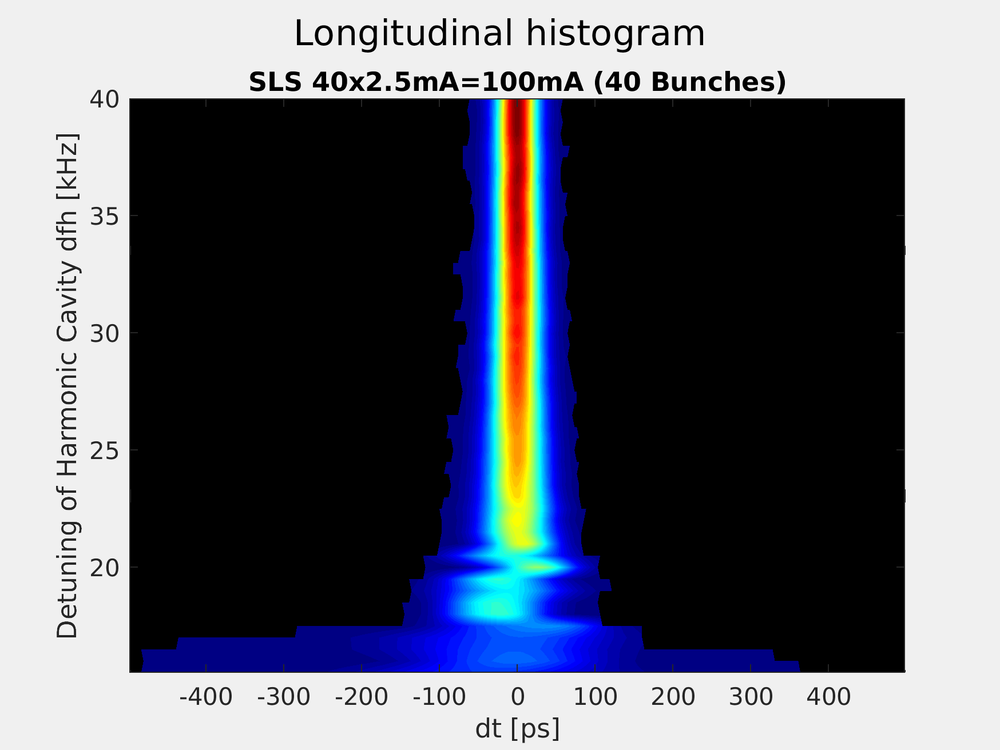 Longitudinal histogram
SLS 40x2.5mA=100mA (40 Bunches)
Detuning of Harmonic Cavity dfh [kHz]
40
35
30
25
20
-400 -300 -200 -100 0 100 200 300 400
dt [ps]